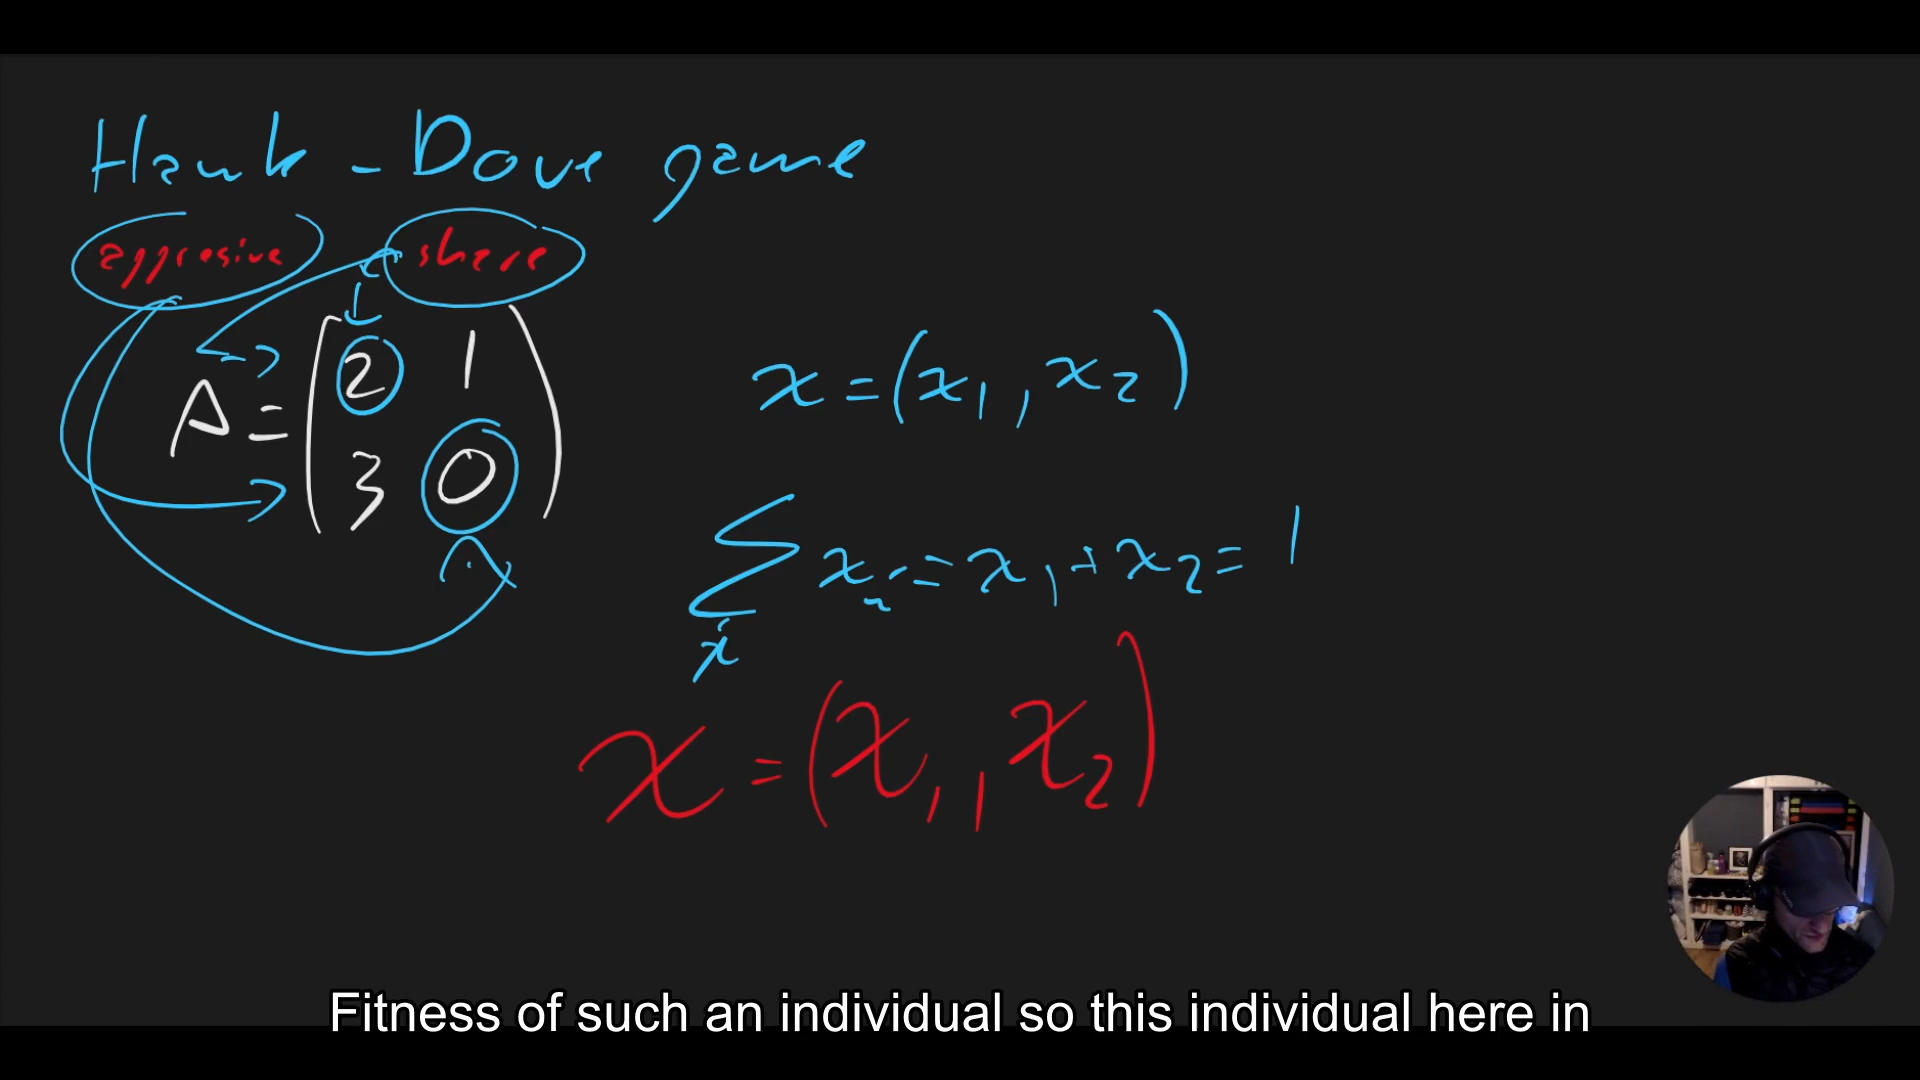 Hawk - Dove game
aggresive share
A = ( 2 1
3 0 )
x = (x₁, x₂)
∑ᵢ xᵢ = x₁ + x₂ = 1
x = (x₁, x₂)
Fitness of such an individual so this individual here in